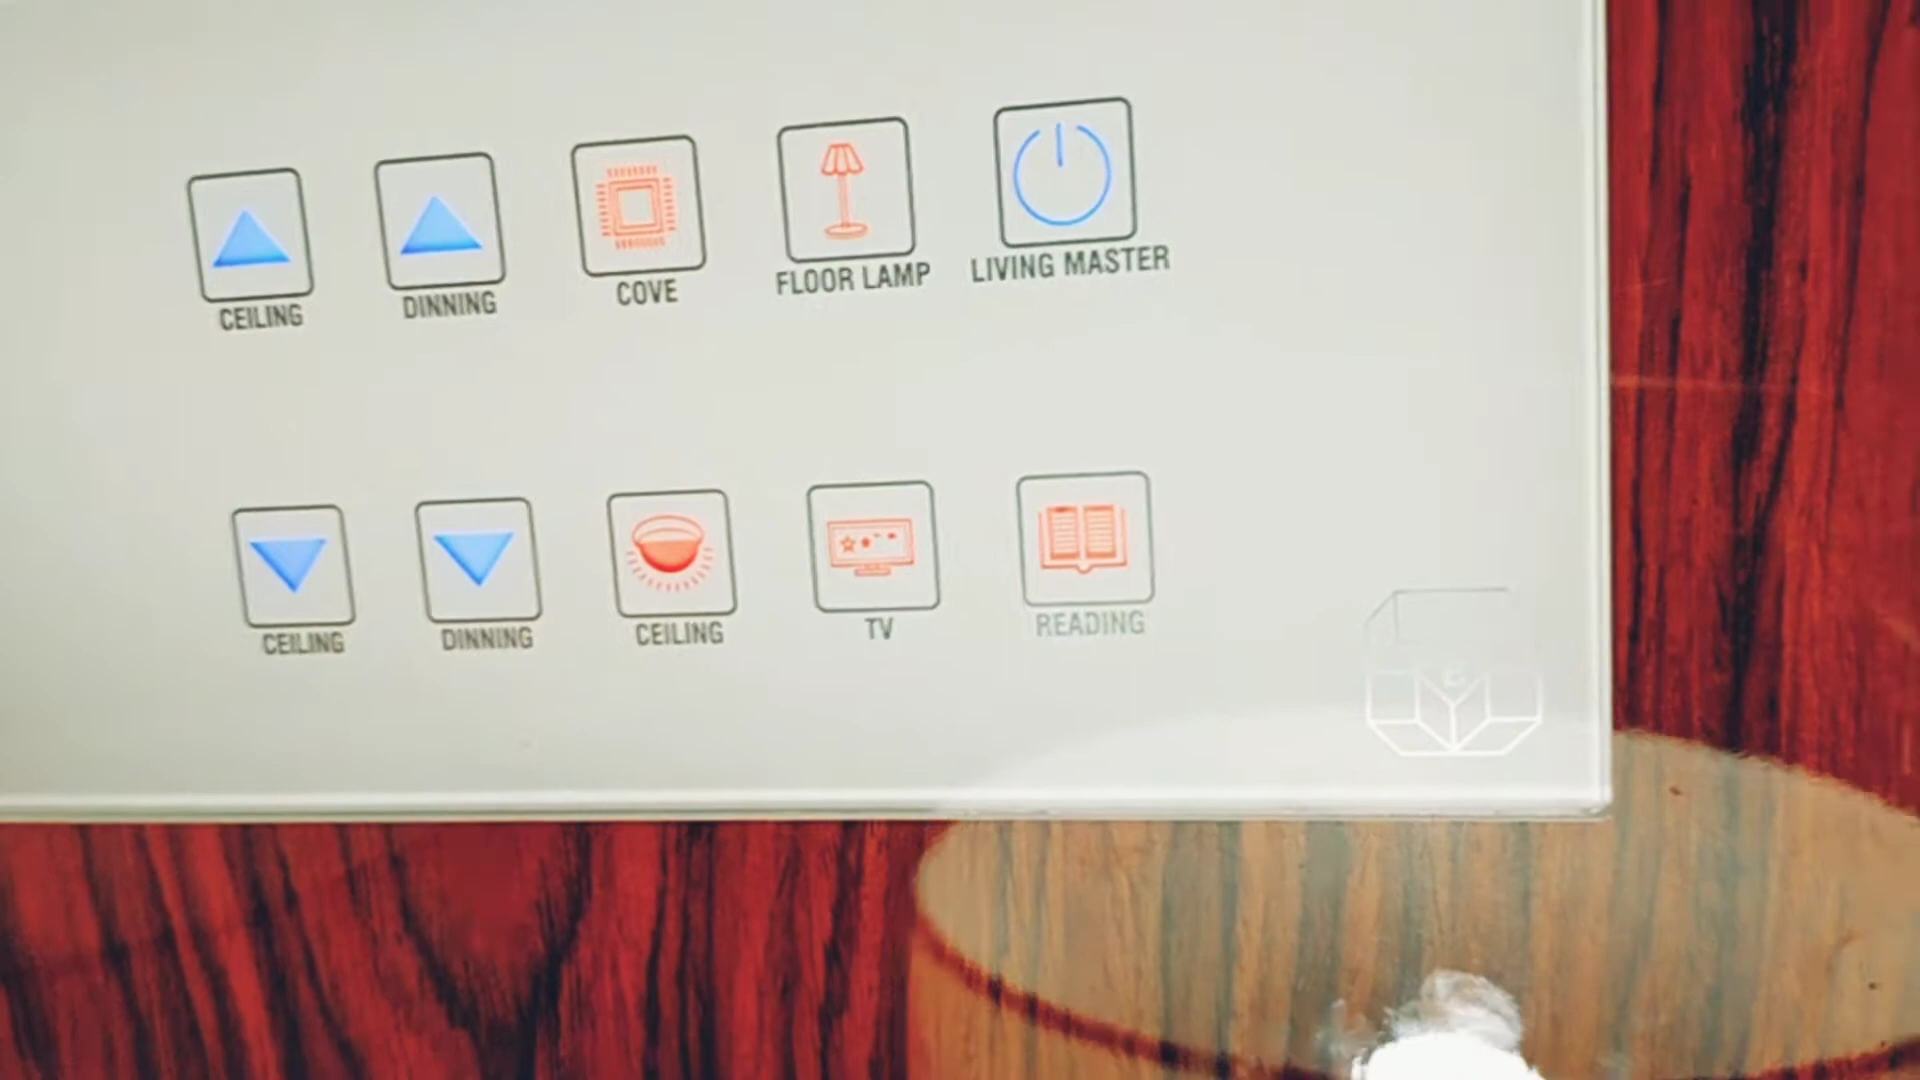 CEILING
DINNING
COVE
FLOOR LAMP
LIVING MASTER
CEILING
DINNING
CEILING
TV
READING